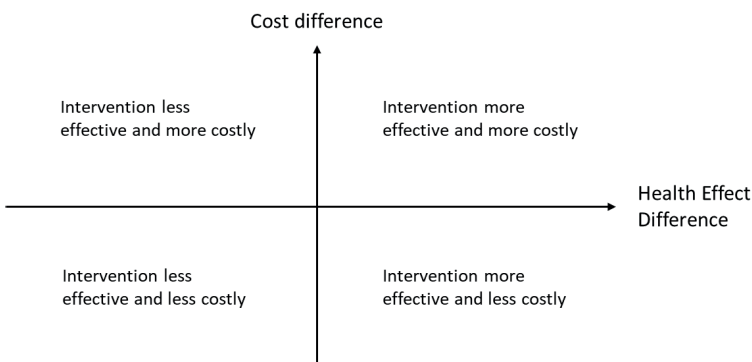 Cost difference
Intervention less
effective and more costly
Intervention more
effective and more costly
Health Effect
Difference
Intervention less
effective and less costly
Intervention more
effective and less costly